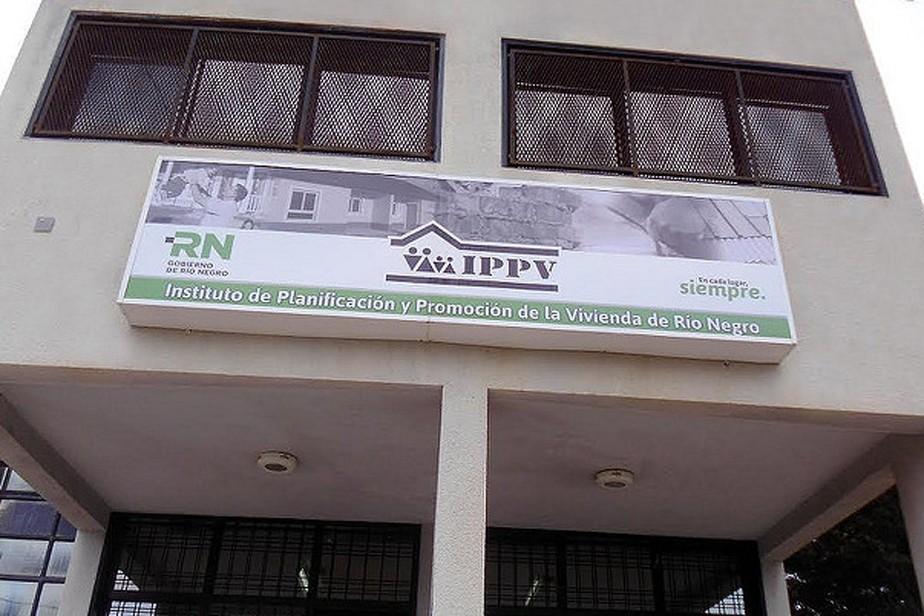 RN
GOBIERNO
DE RÍO NEGRO
IPPV
En cada lugar,
siempre.
Instituto de Planificación y Promoción de la Vivienda de Río Negro